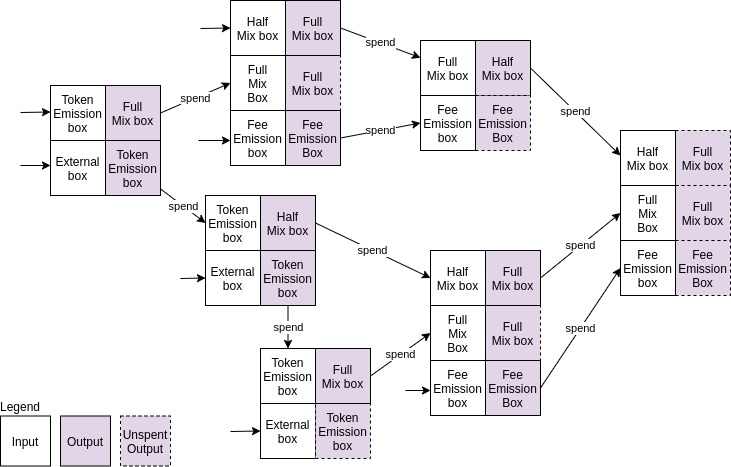 Half
Mix box
Full
Mix box
Full
Mix
Box
Full
Mix box
Fee
Emission
box
Fee
Emission
Box
spend
spend
Full
Mix box
Half
Mix box
Fee
Emission
box
Fee
Emission
Box
spend
Token
Emission
box
Full
Mix box
External
box
Token
Emission
box
spend
spend
Half
Mix box
Full
Mix box
Full
Mix
Box
Full
Mix box
Fee
Emission
box
Fee
Emission
Box
Token
Emission
box
Half
Mix box
External
box
Token
Emission
box
spend
spend
Half
Mix box
Full
Mix box
Full
Mix
Box
Full
Mix box
Fee
Emission
box
Fee
Emission
Box
spend
spend
Token
Emission
box
Full
Mix box
External
box
Token
Emission
box
spend
Legend
Input
Output
Unspent
Output